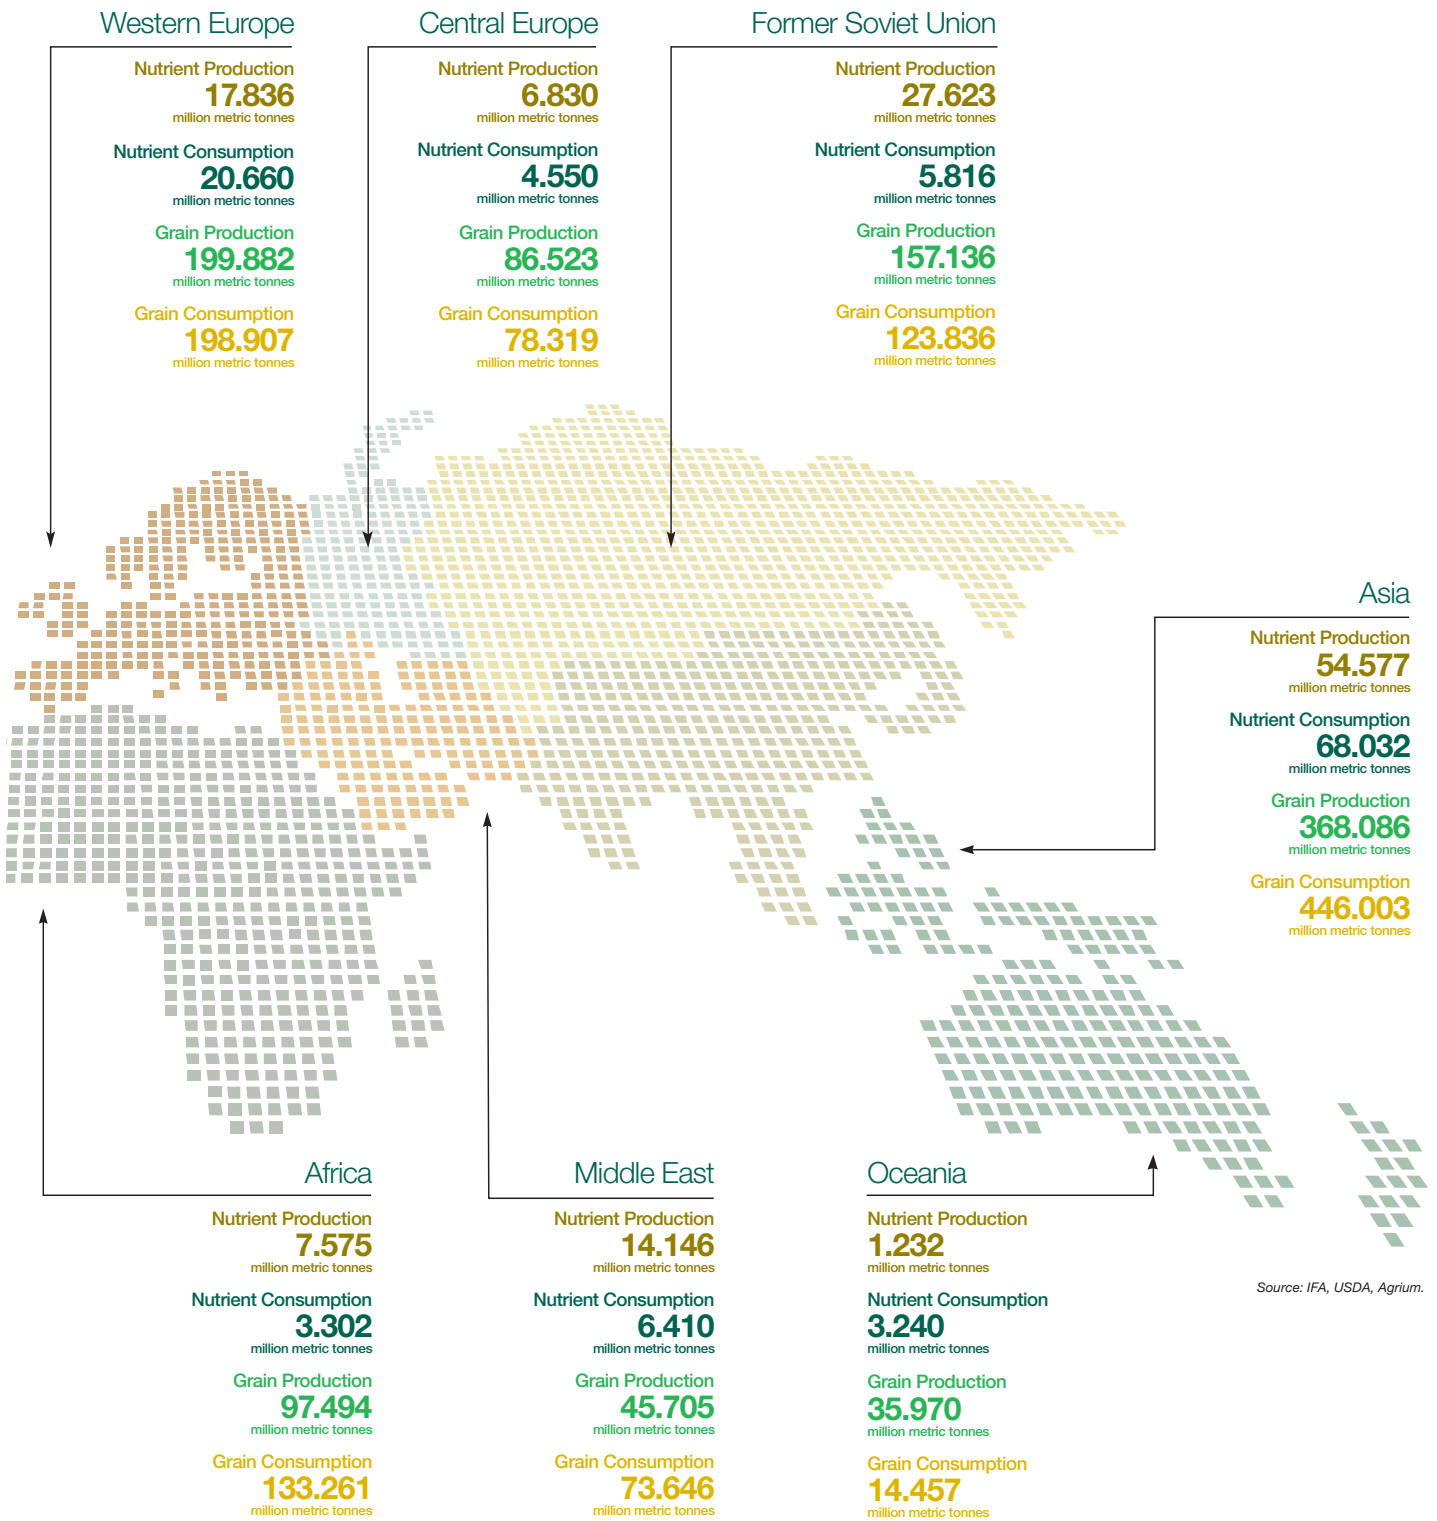 Western Europe
Nutrient Production
17.836
million metric tonnes
Nutrient Consumption
20.660
million metric tonnes
Grain Production
199.882
million metric tonnes
Grain Consumption
198.907
million metric tonnes
Central Europe
Nutrient Production
6.830
million metric tonnes
Nutrient Consumption
4.550
million metric tonnes
Grain Production
86.523
million metric tonnes
Grain Consumption
78.319
million metric tonnes
Former Soviet Union
Nutrient Production
27.623
million metric tonnes
Nutrient Consumption
5.816
million metric tonnes
Grain Production
157.136
million metric tonnes
Grain Consumption
123.836
million metric tonnes
Asia
Nutrient Production
54.577
million metric tonnes
Nutrient Consumption
68.032
million metric tonnes
Grain Production
368.086
million metric tonnes
Grain Consumption
446.003
million metric tonnes
Africa
Nutrient Production
7.575
million metric tonnes
Nutrient Consumption
3.302
million metric tonnes
Grain Production
97.494
million metric tonnes
Grain Consumption
133.261
million metric tonnes
Middle East
Nutrient Production
14.146
million metric tonnes
Nutrient Consumption
6.410
million metric tonnes
Grain Production
45.705
million metric tonnes
Grain Consumption
73.646
million metric tonnes
Oceania
Nutrient Production
1.232
million metric tonnes
Nutrient Consumption
3.240
million metric tonnes
Grain Production
35.970
million metric tonnes
Grain Consumption
14.457
million metric tonnes
Source: IFA, USDA, Agrium.